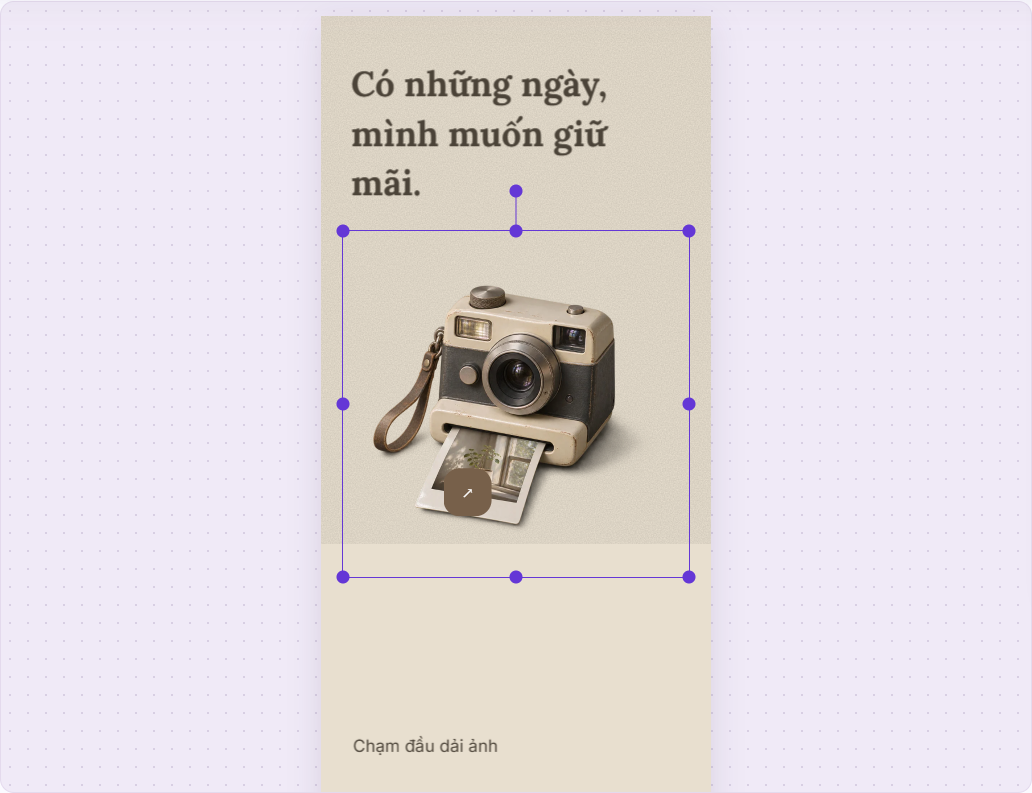 Có những ngày,
mình muốn giữ
mãi.
Chạm đầu dải ảnh